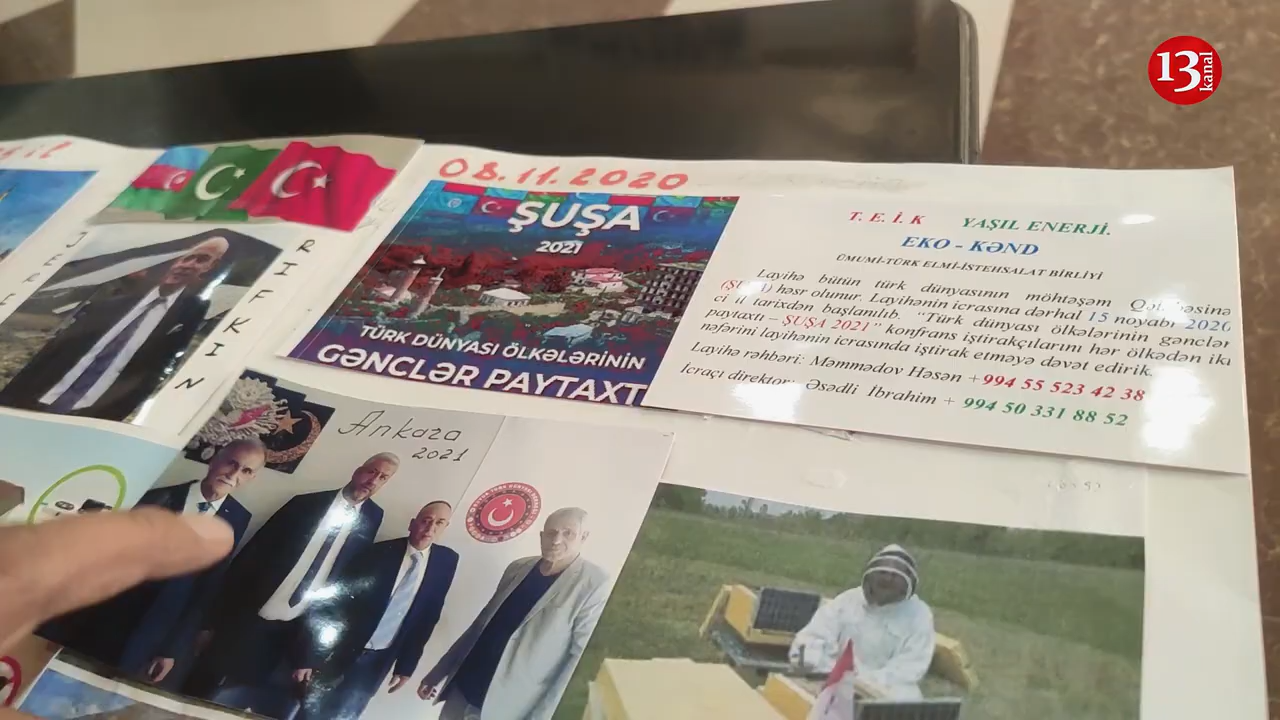 13 kanal
08.11.2020
ŞUŞA
2021
TÜRK DÜNYASI ÖLKƏLƏRİNİN
GƏNCLƏR PAYTAXT
T. E. İ. K YAŞIL ENERJİ.
EKO - KƏND
ÜMUMİ-TÜRK ELMİ-İSTEHSALAT BİRLİYİ
Layihə bütün türk dünyasının möhtəşəm
həsr olunur. Layihənin icrasına dərhal 15 noyabr 2020
ci il tarixdən başlanılıb. "Türk dünyası ölkələrinin gənclər
paytaxtı – ŞUŞA 2021" konfrans iştirakçılarını hər ölkədən iki
nəfərini layihənin icrasında iştirak etməyə dəvət edirik.
Layihə rəhbəri: Məmmədov Həsən +994 55 523 42 38
İcraçı direktor: Əsədli İbrahim + 994 50 331 88 52
RIFKIN
Ankara
2021